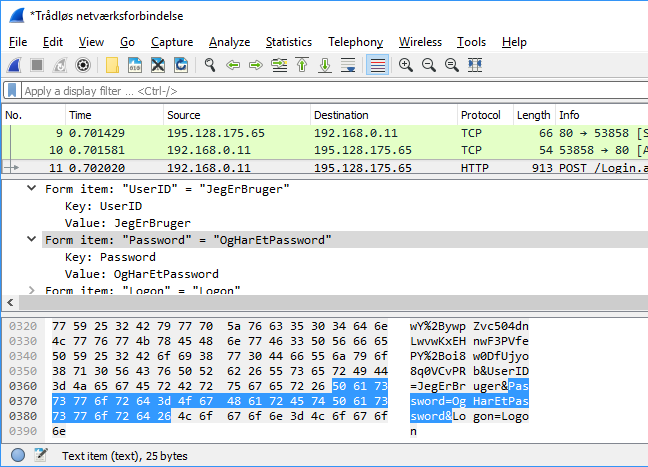 *Trådløs netværksforbindelse
File Edit View Go Capture Analyze Statistics Telephony Wireless Tools Help
Apply a display filter ... <Ctrl-/>
No. Time Source Destination Protocol Length Info
9 0.701429 195.128.175.65 192.168.0.11 TCP 66 80 → 53858 [S
10 0.701581 192.168.0.11 195.128.175.65 TCP 54 53858 → 80 [A
11 0.702020 192.168.0.11 195.128.175.65 HTTP 913 POST /Login.a
Form item: "UserID" = "JegErBruger"
Key: UserID
Value: JegErBruger
Form item: "Password" = "OgHarEtPassword"
Key: Password
Value: OgHarEtPassword
Form item: "Logon" = "Logon"
0320 77 59 25 32 42 79 77 70 5a 76 63 35 30 34 64 6e wY%2Bywp Zvc504dn
0330 4c 77 76 77 4b 78 45 48 6e 77 46 33 50 56 66 65 LwvwKxEH nwF3PVfe
0340 50 59 25 32 42 6f 69 38 77 30 44 66 55 6a 79 6f PY%2Boi8 w0DfUjyo
0350 38 71 30 56 43 76 50 52 62 26 55 73 65 72 49 44 8q0VCvPR b&UserID
0360 3d 4a 65 67 45 72 42 72 75 67 65 72 26 50 61 73 =JegErBr uger&Pas
0370 73 77 6f 72 64 3d 4f 67 48 61 72 45 74 50 61 73 sword=Og HarEtPas
0380 73 77 6f 72 64 26 4c 6f 67 6f 6e 3d 4c 6f 67 6f sword&Lo gon=Logo
0390 6e n
Text item (text), 25 bytes